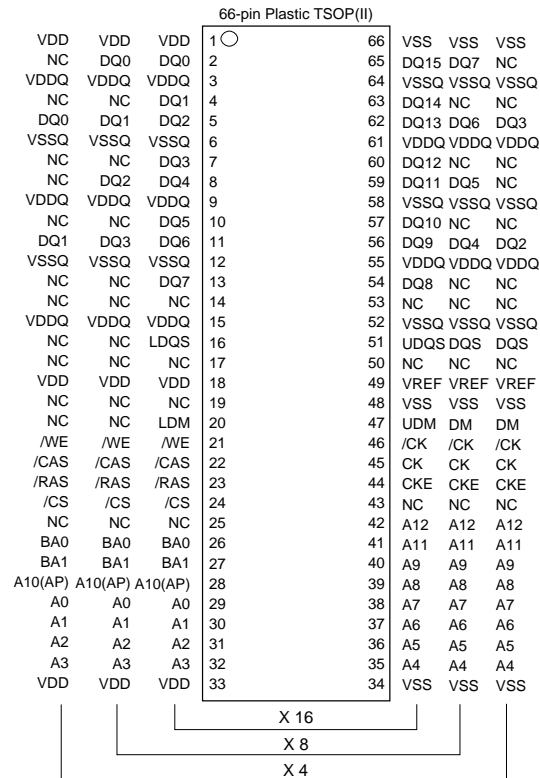 66-pin Plastic TSOP(II)
VDD VDD VDD 1 66 VSS VSS VSS
NC DQ0 DQ0 2 65 DQ15 DQ7 NC
VDDQ VDDQ VDDQ 3 64 VSSQ VSSQ VSSQ
NC NC DQ1 4 63 DQ14 NC NC
DQ0 DQ1 DQ2 5 62 DQ13 DQ6 DQ3
VSSQ VSSQ VSSQ 6 61 VDDQ VDDQ VDDQ
NC NC DQ3 7 60 DQ12 NC NC
NC DQ2 DQ4 8 59 DQ11 DQ5 NC
VDDQ VDDQ VDDQ 9 58 VSSQ VSSQ VSSQ
NC NC DQ5 10 57 DQ10 NC NC
DQ1 DQ3 DQ6 11 56 DQ9 DQ4 DQ2
VSSQ VSSQ VSSQ 12 55 VDDQ VDDQ VDDQ
NC NC DQ7 13 54 DQ8 NC NC
NC NC NC 14 53 NC NC NC
VDDQ VDDQ VDDQ 15 52 VSSQ VSSQ VSSQ
NC NC LDQS 16 51 UDQS DQS DQS
NC NC NC 17 50 NC NC NC
VDD VDD VDD 18 49 VREF VREF VREF
NC NC NC 19 48 VSS VSS VSS
NC NC LDM 20 47 UDM DM DM
/WE /WE /WE 21 46 /CK /CK /CK
/CAS /CAS /CAS 22 45 CK CK CK
/RAS /RAS /RAS 23 44 CKE CKE CKE
/CS /CS /CS 24 43 NC NC NC
NC NC NC 25 42 A12 A12 A12
BA0 BA0 BA0 26 41 A11 A11 A11
BA1 BA1 BA1 27 40 A9 A9 A9
A10(AP) A10(AP) A10(AP) 28 39 A8 A8 A8
A0 A0 A0 29 38 A7 A7 A7
A1 A1 A1 30 37 A6 A6 A6
A2 A2 A2 31 36 A5 A5 A5
A3 A3 A3 32 35 A4 A4 A4
VDD VDD VDD 33 34 VSS VSS VSS
X 16
X 8
X 4